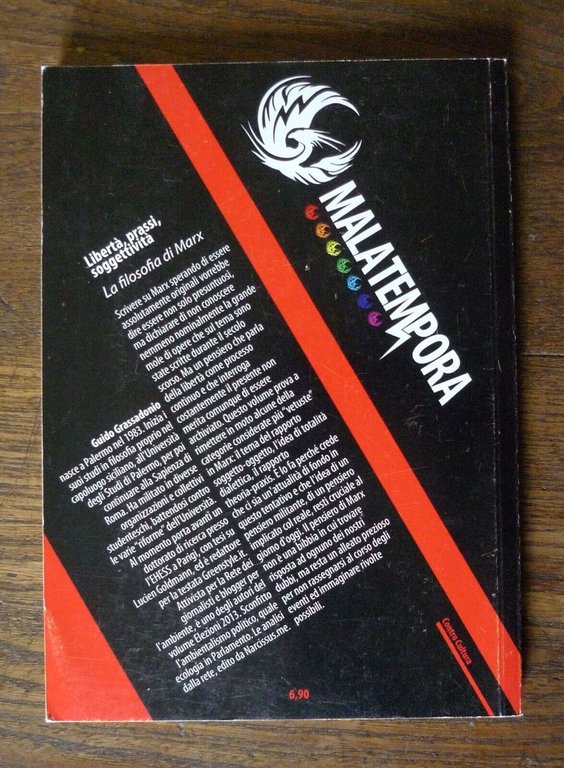 MALATEMPORA
Libertà, prassi,
soggettività
La filosofia di Marx
Scrivere su Marx sperando di essere
assolutamente originali vorrebbe
dire essere non solo presuntuosi,
ma dichiarare di non conoscere
nemmeno nominalmente la grande
mole di opere che sul tema sono
state scritte durante il secolo
scorso. Ma un pensiero che parla
della libertà come processo
continuo e che interroga
costantemente il presente non
merita comunque di essere
archiviato. Questo volume prova a
rimettere in moto alcune della
categorie considerate più "vetuste"
in Marx: il tema del rapporto
soggetto-oggetto, l'idea di totalità
dialettica, il rapporto
theoria-praxis. E lo fa perché crede
che ci sia un'attualità di fondo in
questo tentativo e che l'idea di un
pensiero militante, di un pensiero
implicato col reale, resti cruciale al
giorno d'oggi. Il pensiero di Marx
non è una bibbia in cui trovare
risposta ad ognuno dei nostri
dubbi, ma resta un alleato prezioso
per non rassegnarsi al corso degli
eventi ed immaginare rivolte
possibili.
Guido Grassadonio
nasce a Palermo nel 1983. Inizia i
suoi studi in filosofia proprio nel
capoluogo siciliano, all'Università
degli Studi di Palermo, per poi
continuare alla Sapienza di
Roma. Ha militato in diverse
organizzazioni e collettivi
studenteschi, battendosi contro
le varie "riforme" dell'Università.
Al momento porta avanti un
dottorato di ricerca presso
l'EHESS a Parigi, con tesi su
Lucien Goldmann, ed è redattore
per la testata Greenstyle.it.
Attivista per la Rete dei
giornalisti e blogger per
l'ambiente, è uno degli autori del
volume Elezioni 2013. Sconfitto
l'ambientalismo politico, quale
ecologia in Parlamento. Le analisi
dalla rete, edito da Narcissus.me.
Contro Cultura
6,90